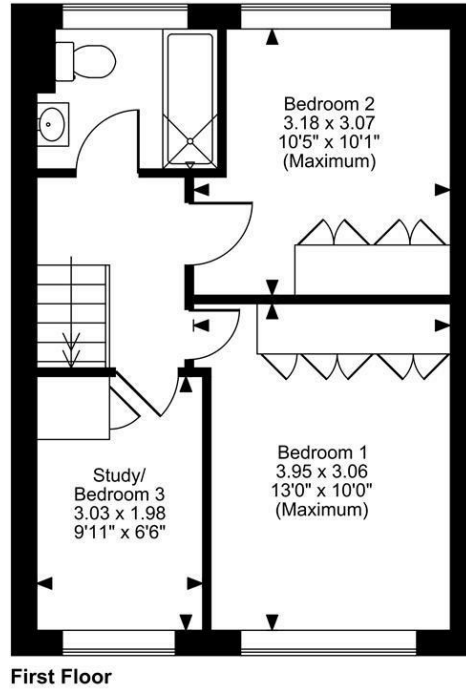 Bedroom 2
3.18 x 3.07
10'5" x 10'1"
(Maximum)
Bedroom 1
3.95 x 3.06
13'0" x 10'0"
(Maximum)
Study/
Bedroom 3
3.03 x 1.98
9'11" x 6'6"
First Floor